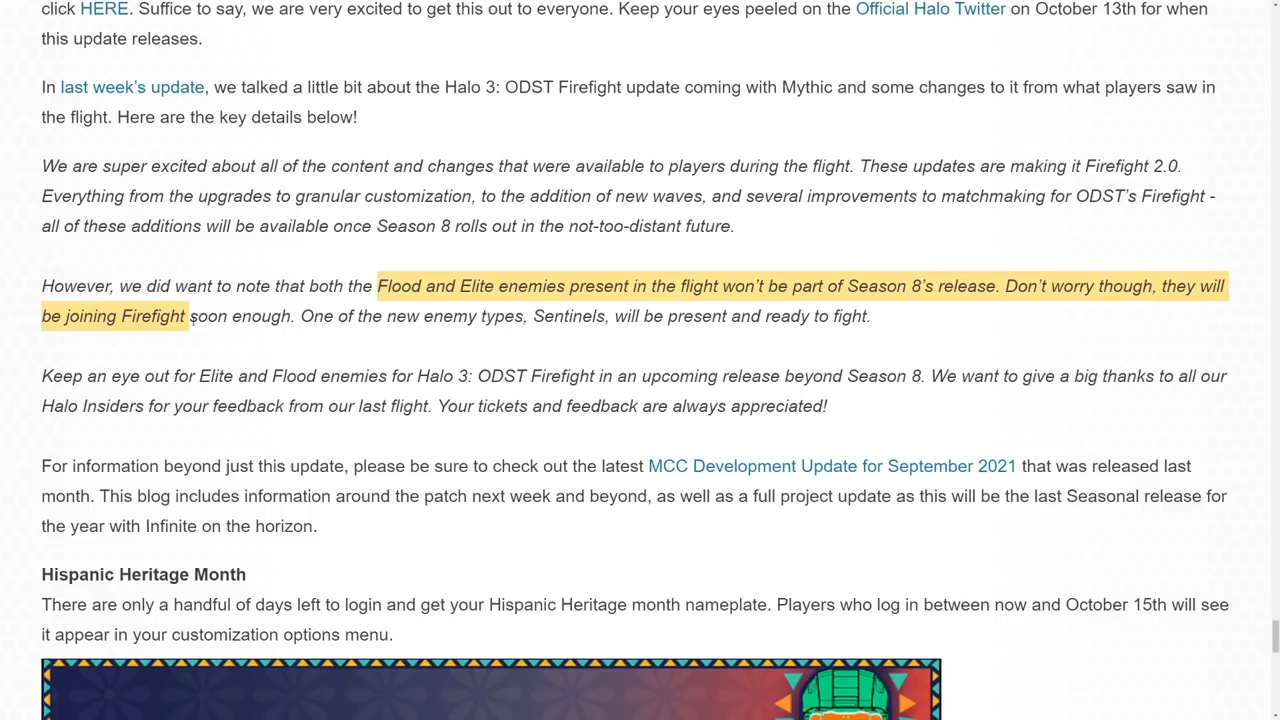 click HERE. Suffice to say, we are very excited to get this out to everyone. Keep your eyes peeled on the Official Halo Twitter on October 13th for when
this update releases.
In last week’s update, we talked a little bit about the Halo 3: ODST Firefight update coming with Mythic and some changes to it from what players saw in
the flight. Here are the key details below!
We are super excited about all of the content and changes that were available to players during the flight. These updates are making it Firefight 2.0.
Everything from the upgrades to granular customization, to the addition of new waves, and several improvements to matchmaking for ODST’s Firefight -
all of these additions will be available once Season 8 rolls out in the not-too-distant future.
However, we did want to note that both the Flood and Elite enemies present in the flight won’t be part of Season 8’s release. Don’t worry though, they will
be joining Firefight soon enough. One of the new enemy types, Sentinels, will be present and ready to fight.
Keep an eye out for Elite and Flood enemies for Halo 3: ODST Firefight in an upcoming release beyond Season 8. We want to give a big thanks to all our
Halo Insiders for your feedback from our last flight. Your tickets and feedback are always appreciated!
For information beyond just this update, please be sure to check out the latest MCC Development Update for September 2021 that was released last
month. This blog includes information around the patch next week and beyond, as well as a full project update as this will be the last Seasonal release for
the year with Infinite on the horizon.
Hispanic Heritage Month
There are only a handful of days left to login and get your Hispanic Heritage month nameplate. Players who log in between now and October 15th will see
it appear in your customization options menu.